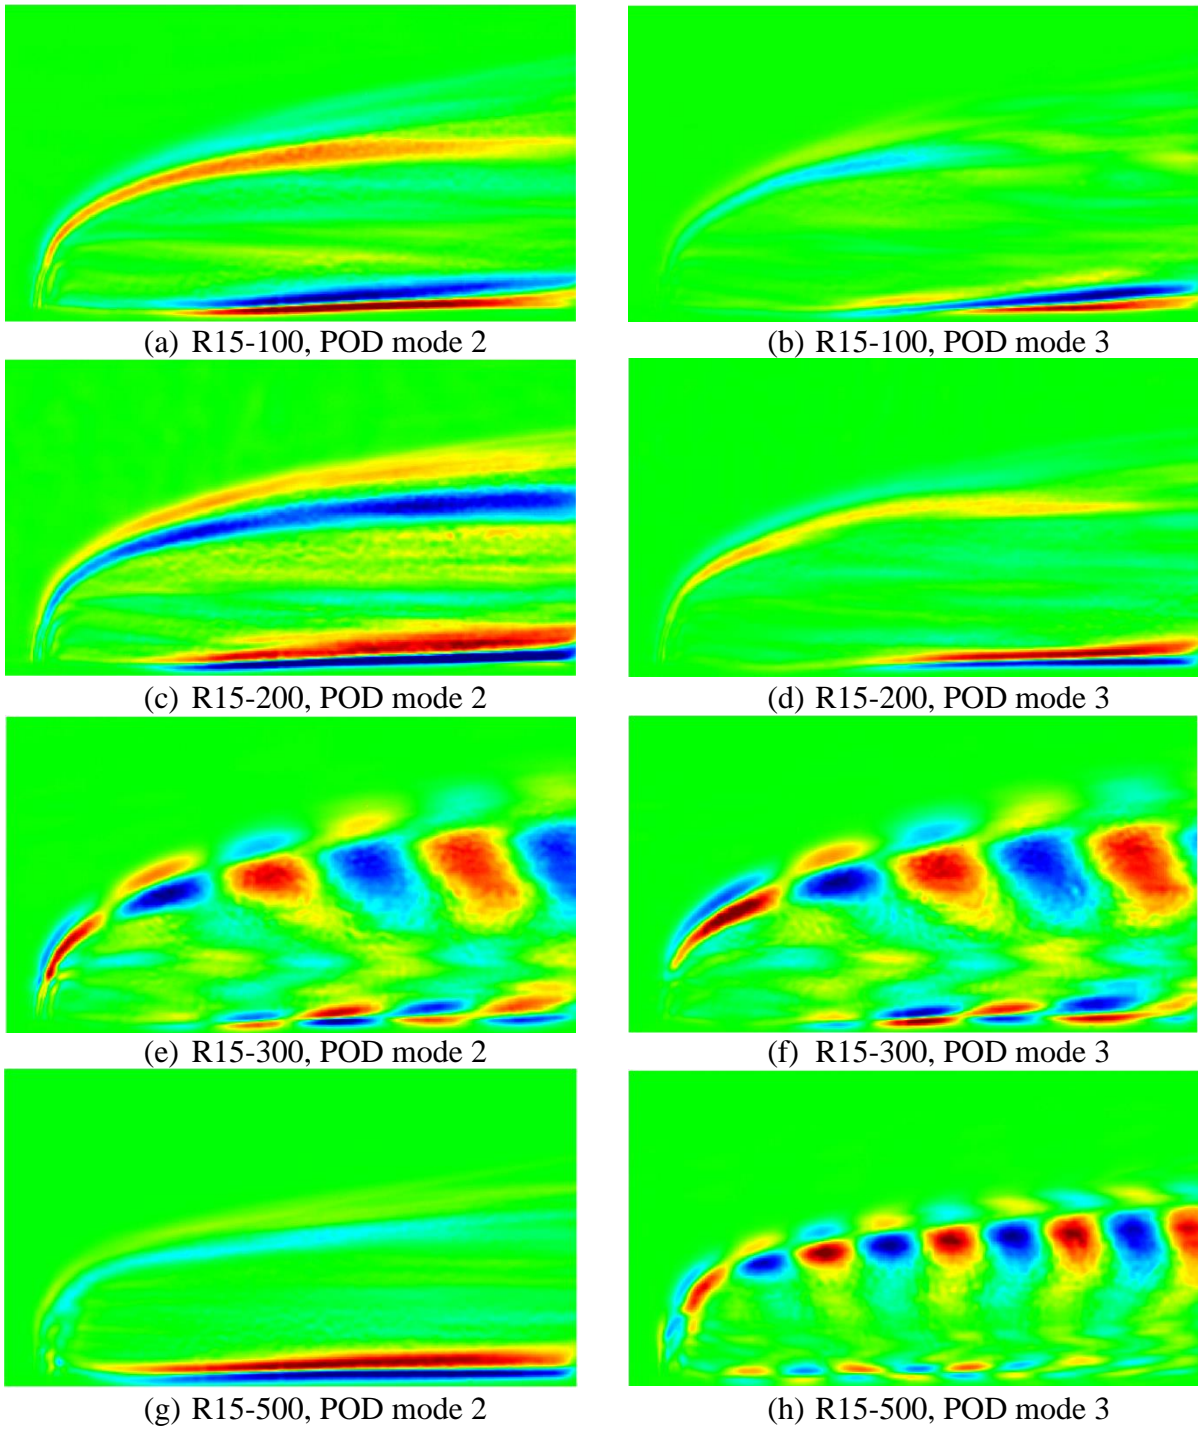 (a) R15-100, POD mode 2
(b) R15-100, POD mode 3
(c) R15-200, POD mode 2
(d) R15-200, POD mode 3
(e) R15-300, POD mode 2
(f) R15-300, POD mode 3
(g) R15-500, POD mode 2
(h) R15-500, POD mode 3